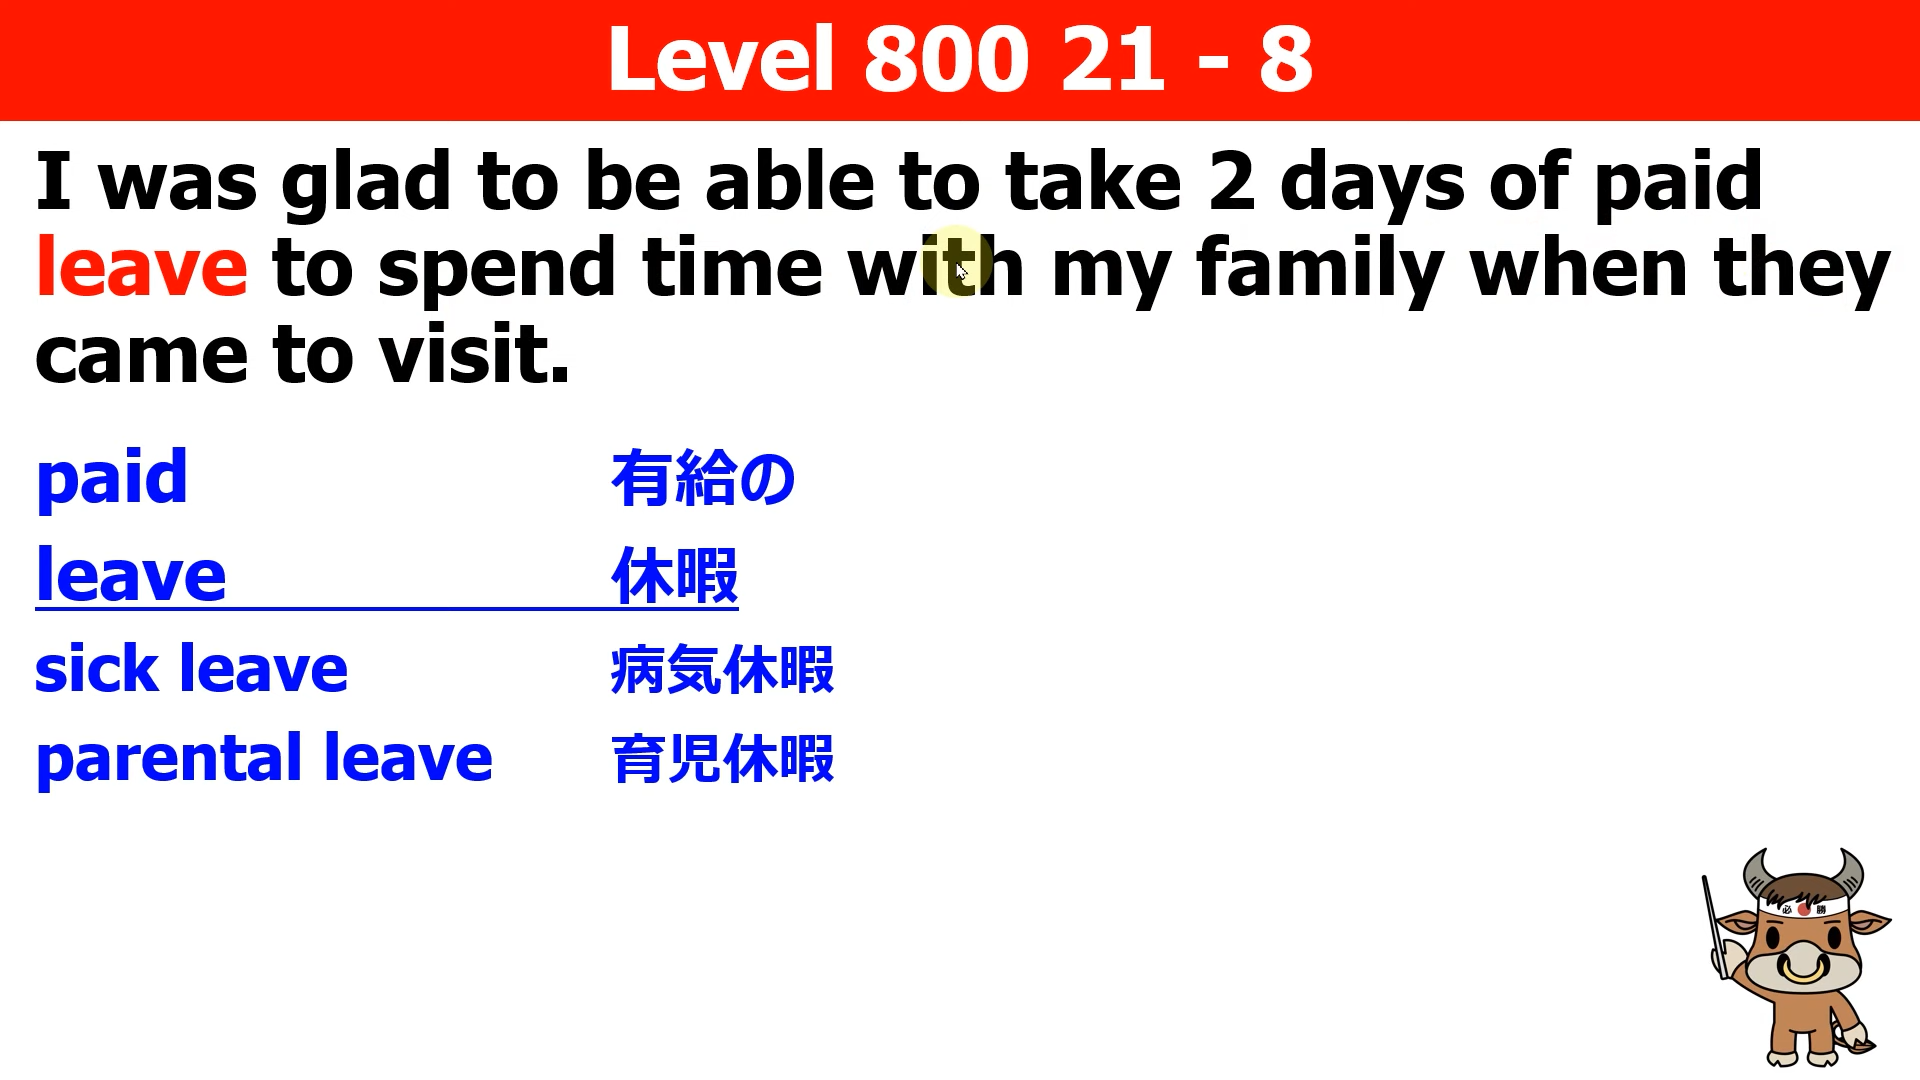 Level 800 21 - 8
I was glad to be able to take 2 days of paid
leave to spend time with my family when they
came to visit.
paid 有給の
leave 休暇
sick leave 病気休暇
parental leave 育児休暇
必 勝